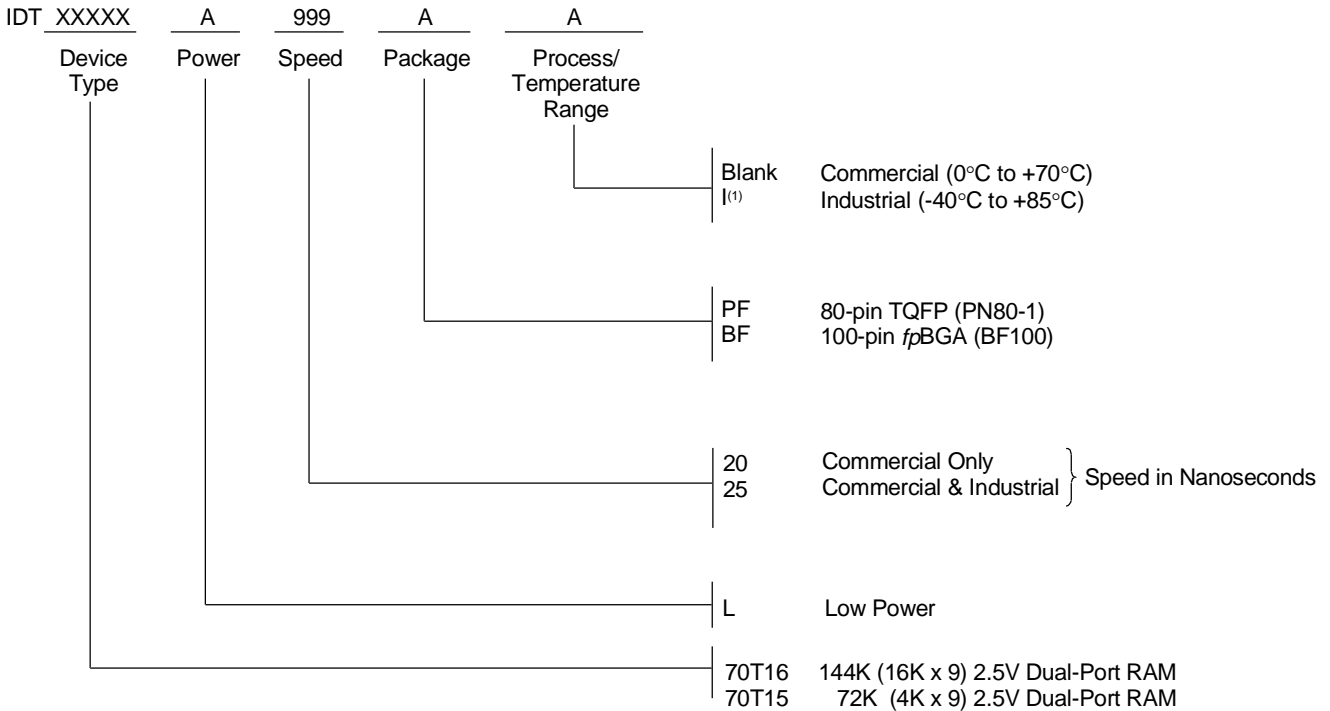 IDT XXXXX A 999 A A
Device Type Power Speed Package Process/ Temperature Range
Blank Commercial (0°C to +70°C)
I(1) Industrial (-40°C to +85°C)
PF 80-pin TQFP (PN80-1)
BF 100-pin fpBGA (BF100)
20 Commercial Only
25 Commercial & Industrial
Speed in Nanoseconds
L Low Power
70T16 144K (16K x 9) 2.5V Dual-Port RAM
70T15 72K (4K x 9) 2.5V Dual-Port RAM